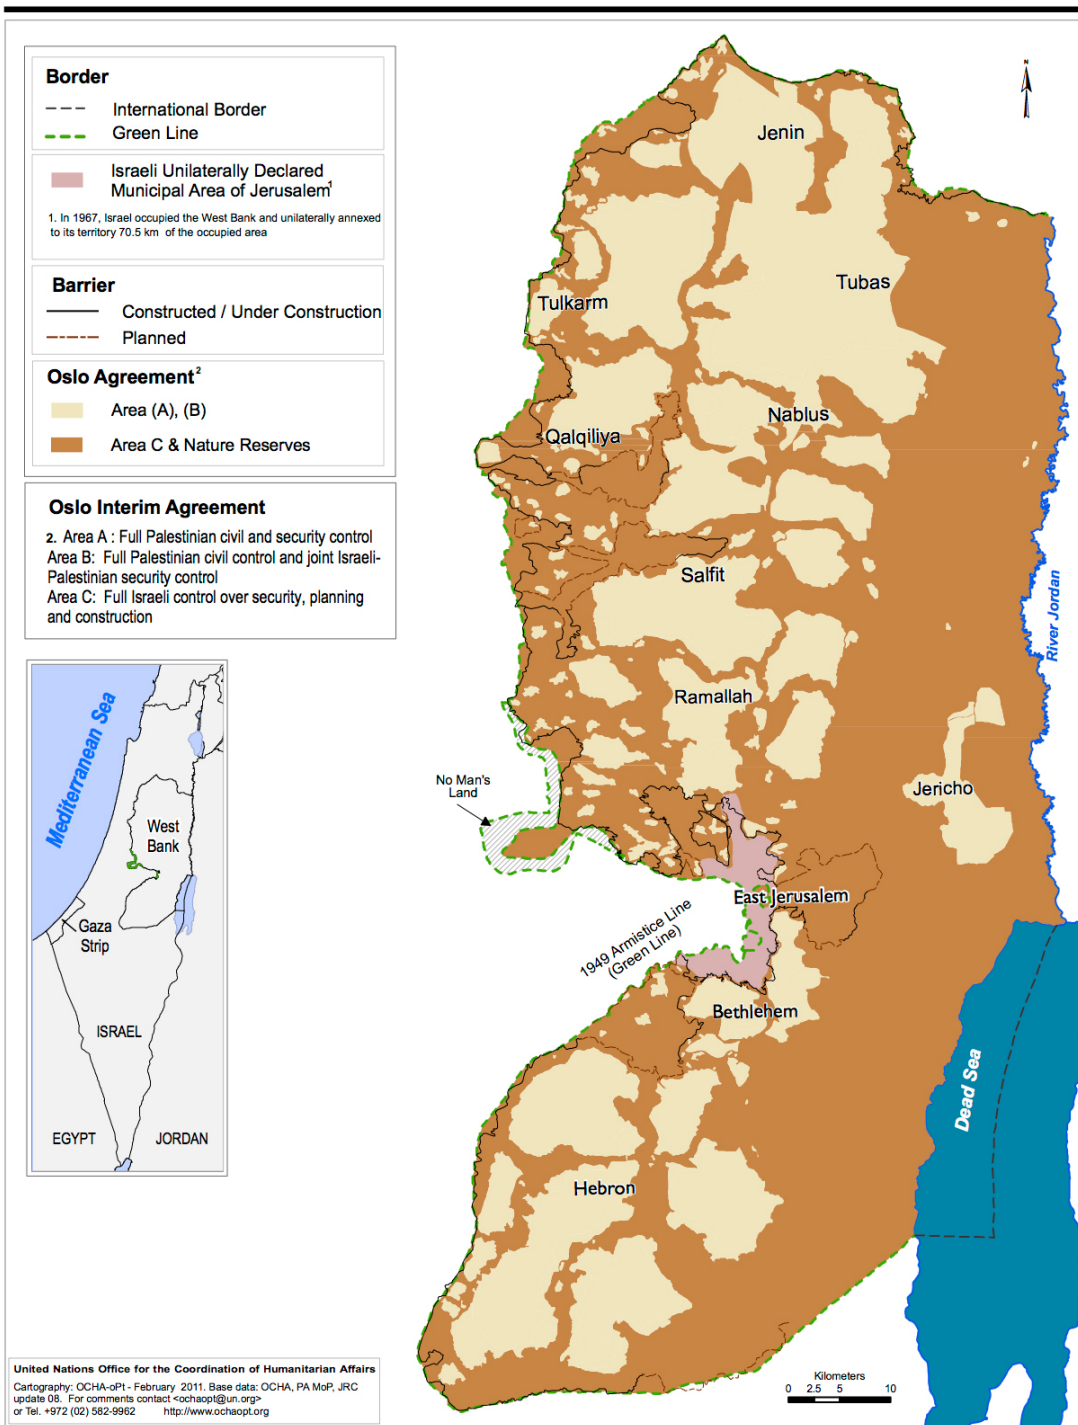 Border
International Border
Green Line
Israeli Unilaterally Declared
Municipal Area of Jerusalem¹
1. In 1967, Israel occupied the West Bank and unilaterally annexed
to its territory 70.5 km of the occupied area
Barrier
Constructed / Under Construction
Planned
Oslo Agreement²
Area (A), (B)
Area C & Nature Reserves
Oslo Interim Agreement
2. Area A : Full Palestinian civil and security control
Area B: Full Palestinian civil control and joint Israeli-
Palestinian security control
Area C: Full Israeli control over security, planning
and construction
Mediterranean Sea
West
Bank
Gaza
Strip
ISRAEL
EGYPT
JORDAN
N
Jenin
Tubas
Tulkarm
Nablus
Qalqiliya
Salfit
River Jordan
Ramallah
No Man's
Land
Jericho
East Jerusalem
1949 Armistice Line
(Green Line)
Bethlehem
Dead Sea
Hebron
Kilometers
0 2.5 5 10
United Nations Office for the Coordination of Humanitarian Affairs
Cartography: OCHA-oPt - February 2011. Base data: OCHA, PA MoP, JRC
update 08. For comments contact <ochaopt@un.org>
or Tel. +972 (02) 582-9962 http://www.ochaopt.org